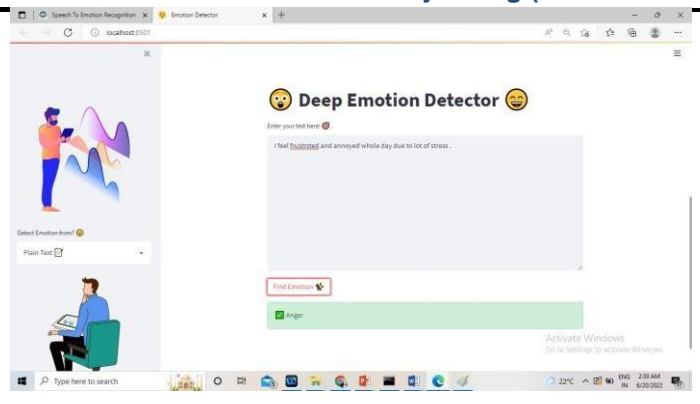 Speech To Emotion Recognition
Emotion Detector
localhost:8501
Deep Emotion Detector
Enter your text here!
I feel frustrsted and annoyed whole day due to lot of stress..
Detect Emotion from?
Plain Text
Find Emotion
Anger
Activate Windows
Go to Settings to activate Windows.
Type here to search
22°C
ENG
IN
2:39 AM
6/20/2022